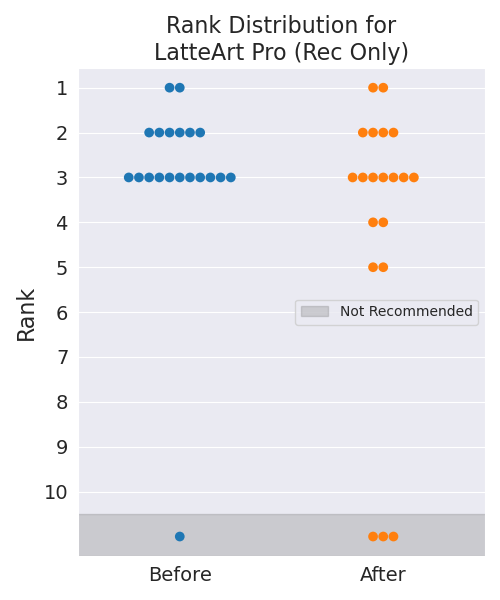 Rank Distribution for
LatteArt Pro (Rec Only)
Rank
1
2
3
4
5
6
7
8
9
10
Not Recommended
Before After